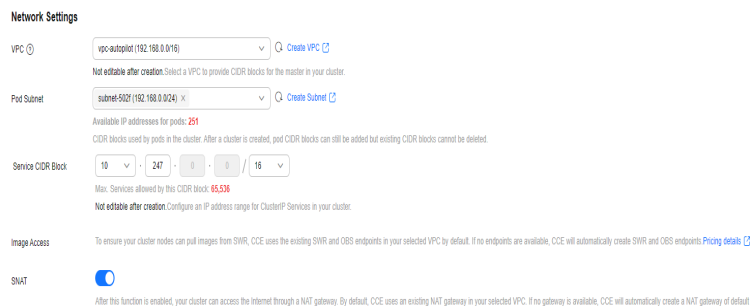 Network Settings
VPC ?
vpc-autopilot (192.168.0.0/16)
Create VPC
Not editable after creation.Select a VPC to provide CIDR blocks for the master in your cluster.
Pod Subnet
subnet-502f (192.168.0.0/24) ×
Create Subnet
Available IP addresses for pods: 251
CIDR blocks used by pods in the cluster. After a cluster is created, pod CIDR blocks can still be added but existing CIDR blocks cannot be deleted.
Service CIDR Block
10 · 247 · 0 · 0 / 16
Max. Services allowed by this CIDR block: 65,536
Not editable after creation.Configure an IP address range for ClusterIP Services in your cluster.
Image Access
To ensure your cluster nodes can pull images from SWR, CCE uses the existing SWR and OBS endpoints in your selected VPC by default. If no endpoints are available, CCE will automatically create SWR and OBS endpoints.Pricing details
SNAT
After this function is enabled, your cluster can access the Internet through a NAT gateway. By default, CCE uses an existing NAT gateway in your selected VPC. If no gateway is available, CCE will automatically create a NAT gateway of default